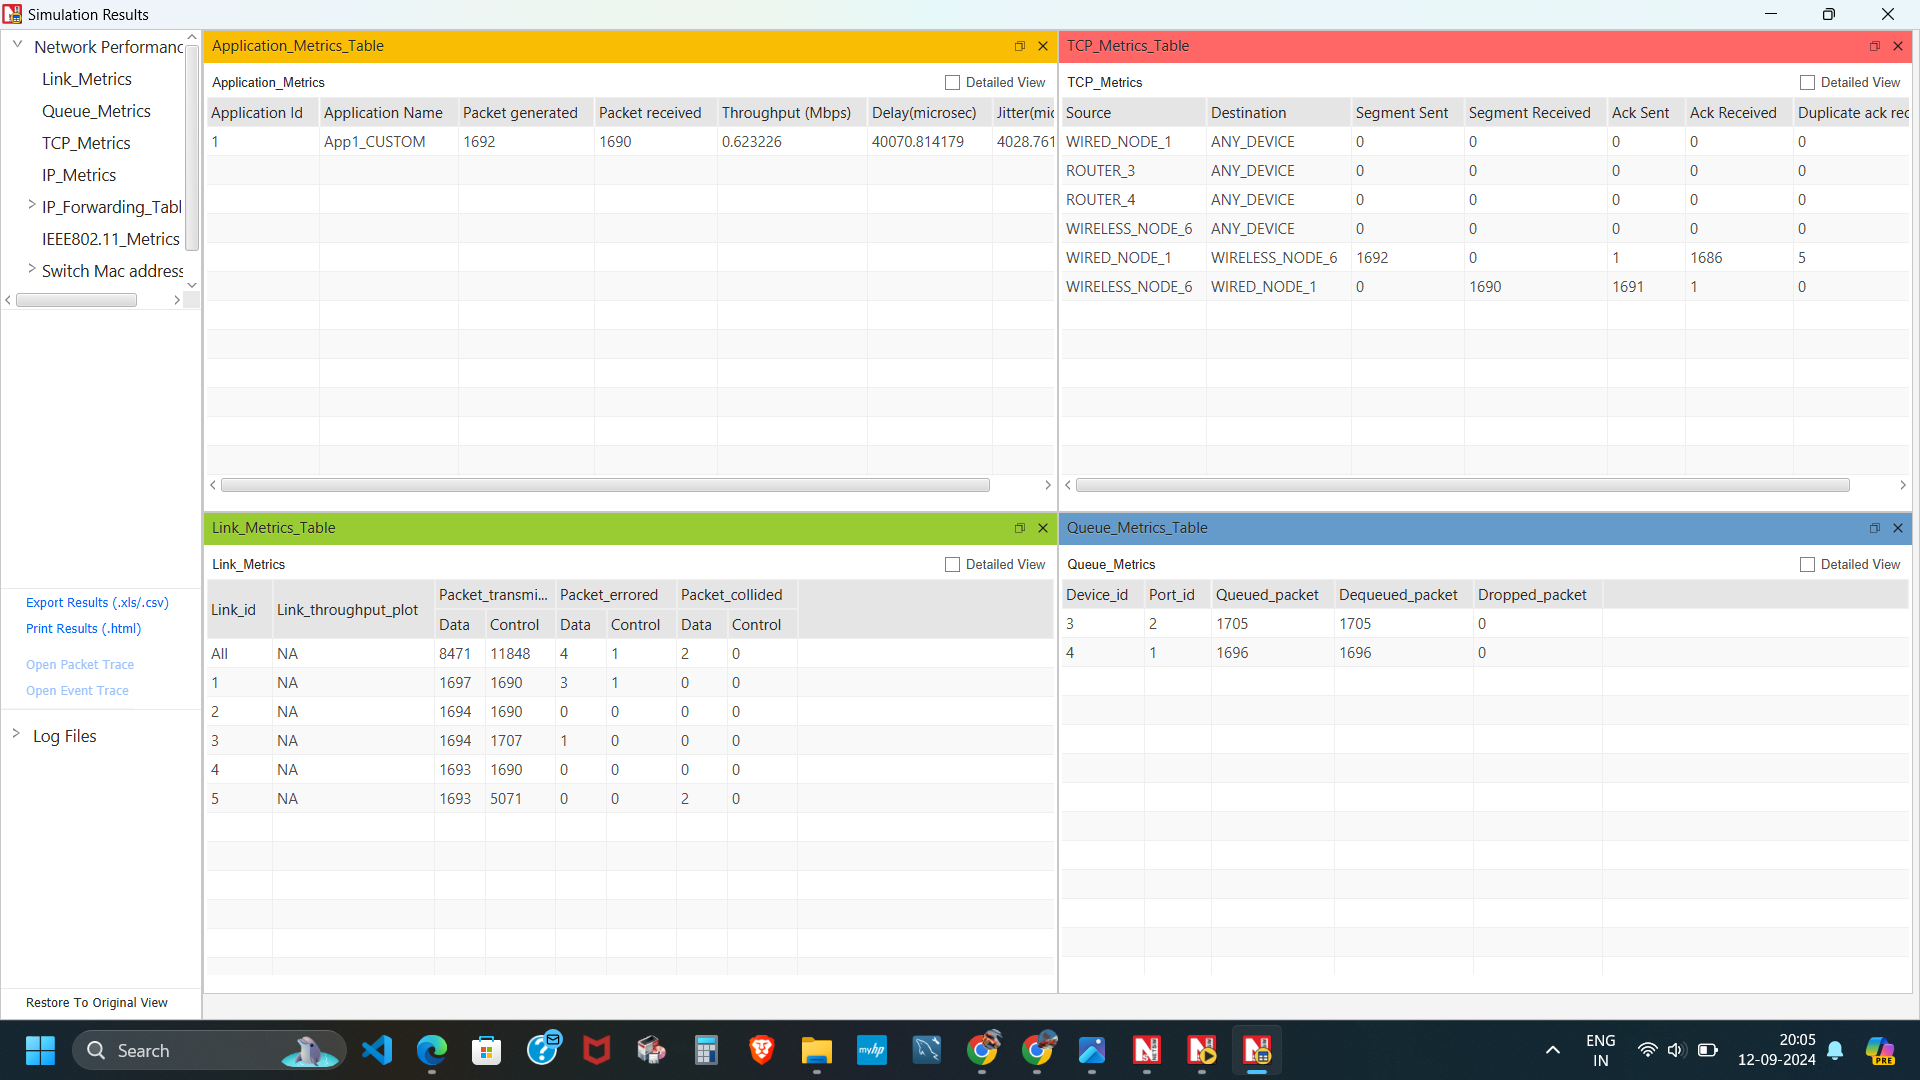 Simulation Results
Network Performanc
Link_Metrics
Queue_Metrics
TCP_Metrics
IP_Metrics
IP_Forwarding_Tabl
IEEE802.11_Metrics
Switch Mac address
Export Results (.xls/.csv)
Print Results (.html)
Open Packet Trace
Open Event Trace
Log Files
Restore To Original View
Application_Metrics_Table
Application_Metrics
Detailed View
Application Id Application Name Packet generated Packet received Throughput (Mbps) Delay(microsec) Jitter(mic
1 App1_CUSTOM 1692 1690 0.623226 40070.814179 4028.761
TCP_Metrics_Table
TCP_Metrics
Detailed View
Source Destination Segment Sent Segment Received Ack Sent Ack Received Duplicate ack rec
WIRED_NODE_1 ANY_DEVICE 0 0 0 0 0
ROUTER_3 ANY_DEVICE 0 0 0 0 0
ROUTER_4 ANY_DEVICE 0 0 0 0 0
WIRELESS_NODE_6 ANY_DEVICE 0 0 0 0 0
WIRED_NODE_1 WIRELESS_NODE_6 1692 0 1 1686 5
WIRELESS_NODE_6 WIRED_NODE_1 0 1690 1691 1 0
Link_Metrics_Table
Link_Metrics
Detailed View
Link_id Link_throughput_plot Packet_transmi... Packet_errored Packet_collided
Data Control Data Control Data Control
All NA 8471 11848 4 1 2 0
1 NA 1697 1690 3 1 0 0
2 NA 1694 1690 0 0 0 0
3 NA 1694 1707 1 0 0 0
4 NA 1693 1690 0 0 0 0
5 NA 1693 5071 0 0 2 0
Queue_Metrics_Table
Queue_Metrics
Detailed View
Device_id Port_id Queued_packet Dequeued_packet Dropped_packet
3 2 1705 1705 0
4 1 1696 1696 0
Search
myhp
ENG
IN
20:05
12-09-2024
PRE